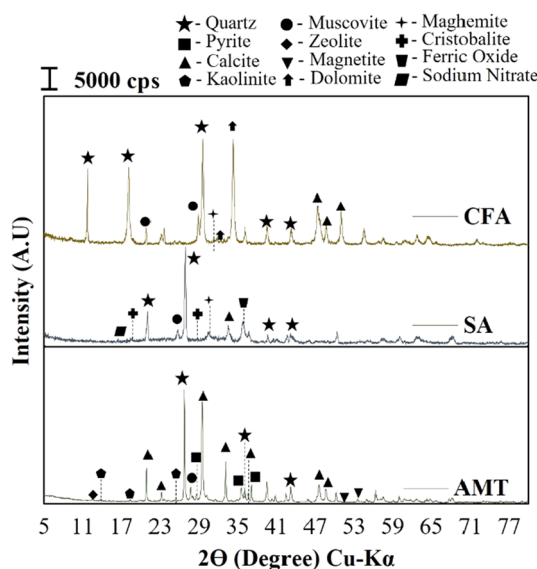 - Quartz - Muscovite - Maghemite
- Pyrite - Zeolite - Cristobalite
- Calcite - Magnetite - Ferric Oxide
- Kaolinite - Dolomite - Sodium Nitrate
5000 cps
CFA
SA
AMT
Intensity (A.U)
5 11 17 23 29 35 41 47 53 59 65 71 77
2Θ (Degree) Cu-Kα